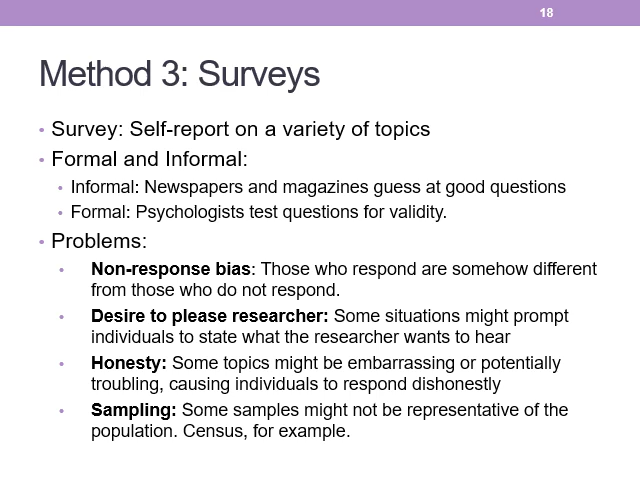 18
Method 3: Surveys
• Survey: Self-report on a variety of topics
• Formal and Informal:
• Informal: Newspapers and magazines guess at good questions
• Formal: Psychologists test questions for validity.
• Problems:
• Non-response bias: Those who respond are somehow different
from those who do not respond.
• Desire to please researcher: Some situations might prompt
individuals to state what the researcher wants to hear
• Honesty: Some topics might be embarrassing or potentially
troubling, causing individuals to respond dishonestly
• Sampling: Some samples might not be representative of the
population. Census, for example.